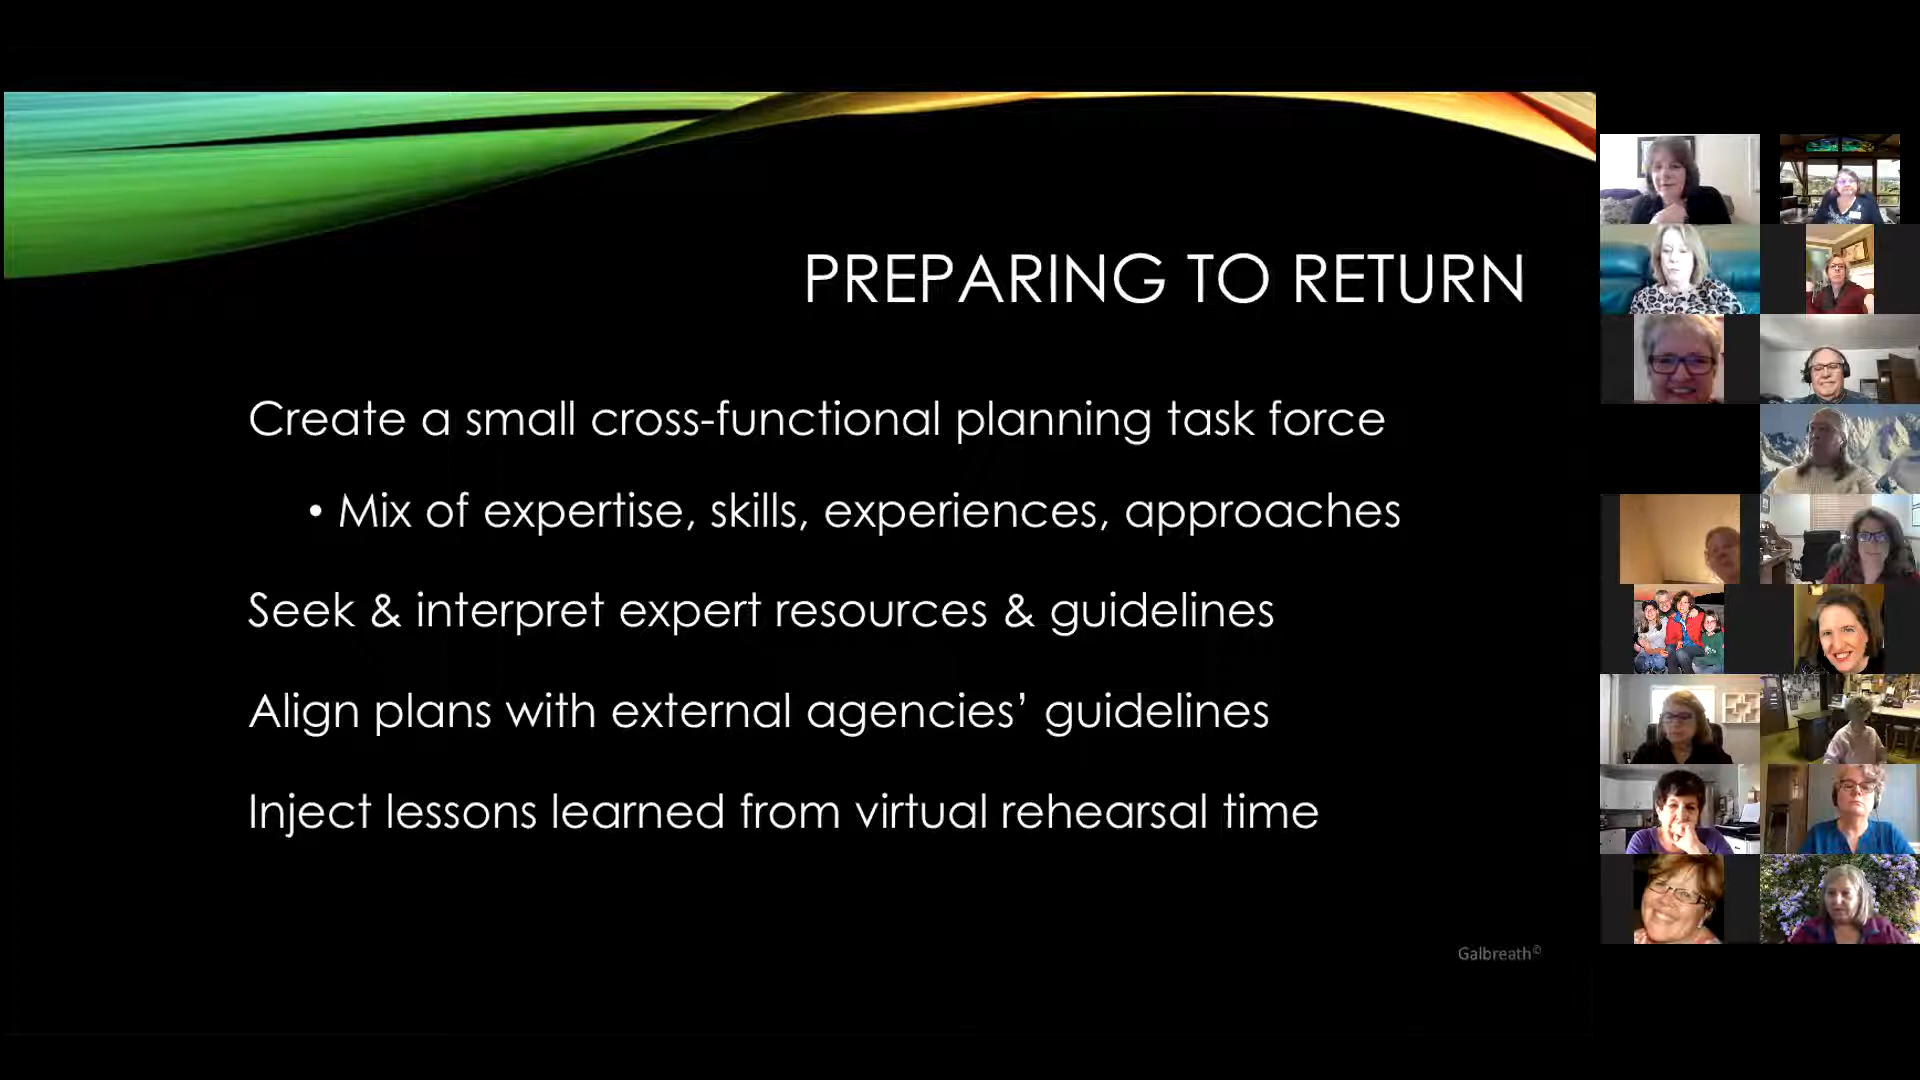 PREPARING TO RETURN
Create a small cross-functional planning task force
• Mix of expertise, skills, experiences, approaches
Seek & interpret expert resources & guidelines
Align plans with external agencies’ guidelines
Inject lessons learned from virtual rehearsal time
Galbreath©